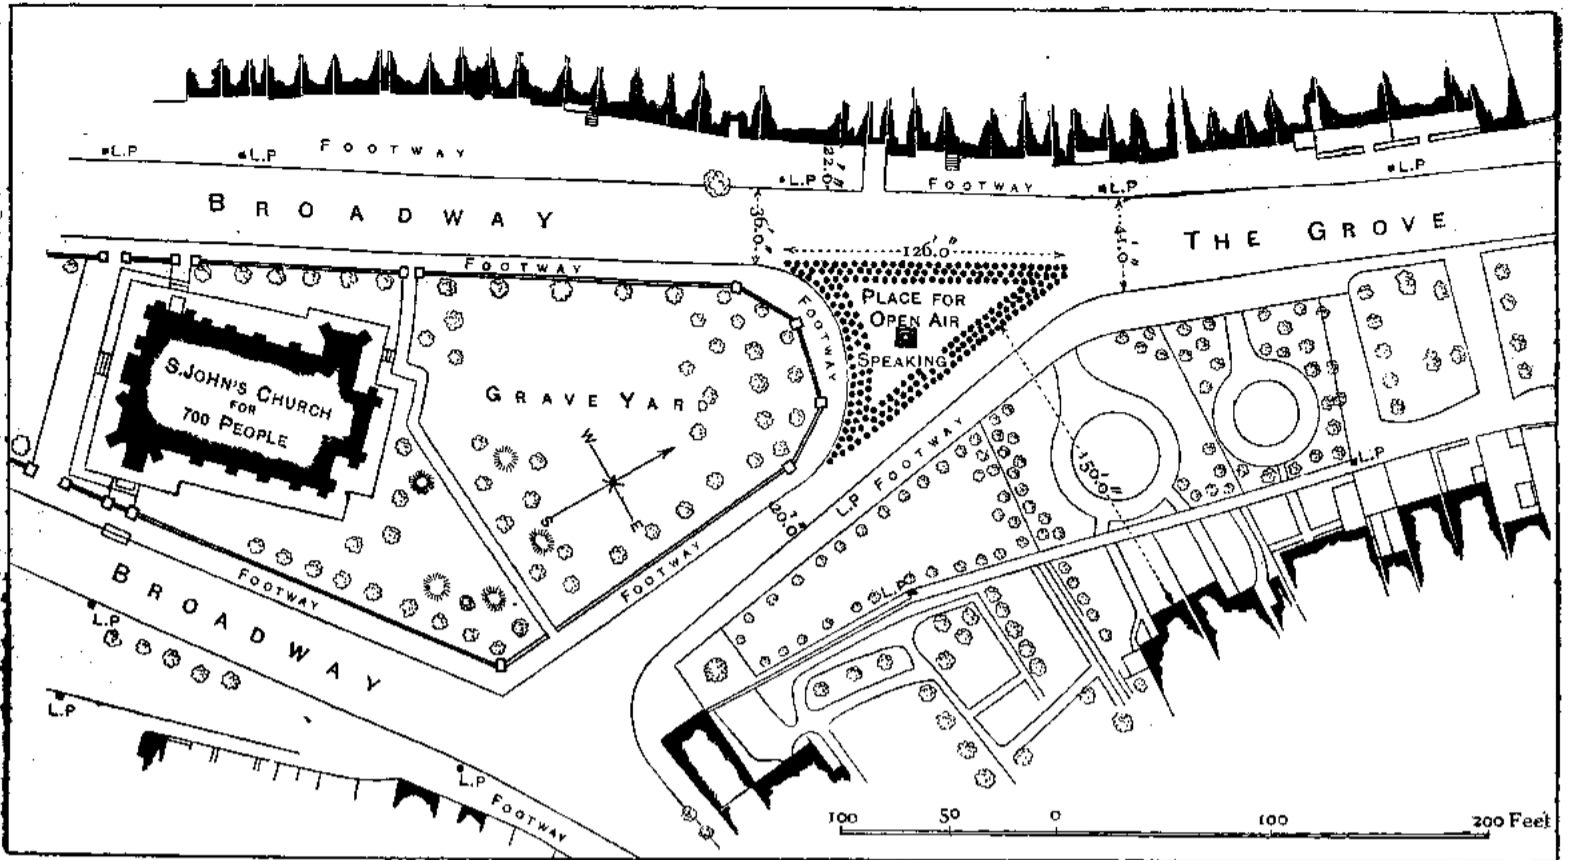 L.P
L.P
FOOTWAY
L.P
22.0"
FOOTWAY
L.P
L.P
BROADWAY
36'.0"
41'.0"
THE GROVE
126'.0"
FOOTWAY
FOOTWAY
PLACE FOR
OPEN AIR
SPEAKING
S. JOHN'S CHURCH
FOR
700 PEOPLE
GRAVE YARD
W
S
E
L.P
FOOTWAY
20'.0"
150'.0"
L.P
FOOTWAY
FOOTWAY
L.P
BROADWAY
L.P
L.P
L.P
FOOTWAY
100 50 0 100 200 Feet